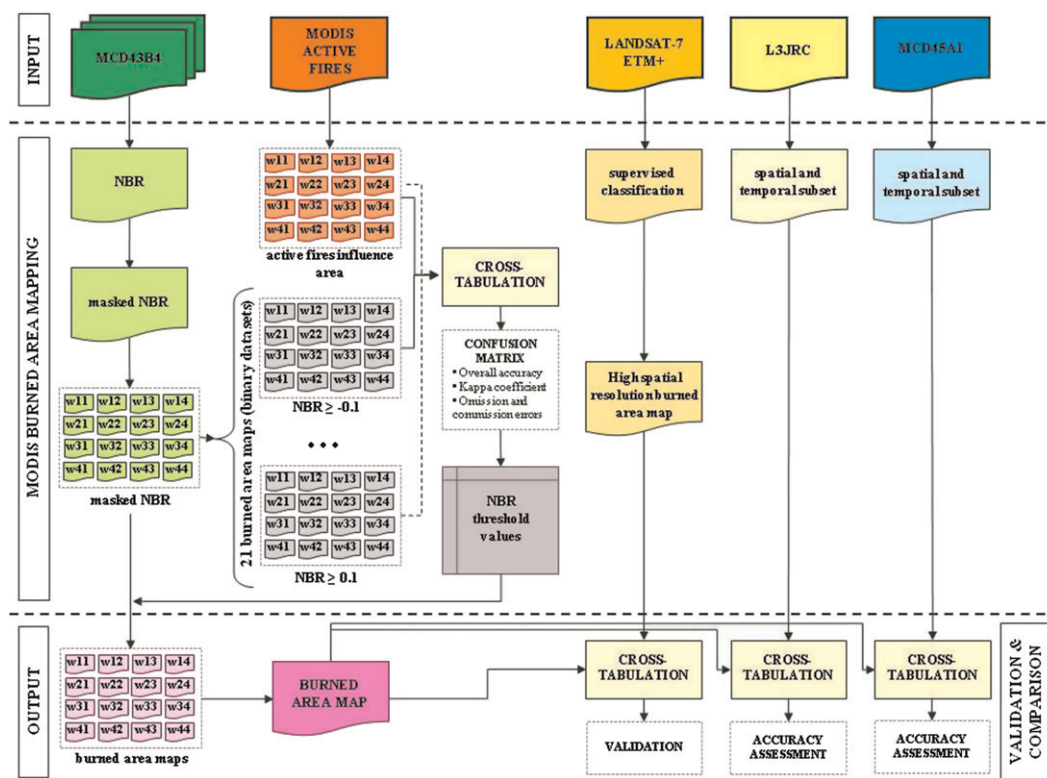 INPUT
MCD43B4
MODIS
ACTIVE
FIRES
LANDSAT-7
ETM+
L3JRC
MCD45A1
MODIS BURNED AREA MAPPING
NBR
masked NBR
w11 w12 w13 w14
w21 w22 w23 w24
w31 w32 w33 w34
w41 w42 w43 w44
masked NBR
21 burned area maps (binary datasets)
w11 w12 w13 w14
w21 w22 w23 w24
w31 w32 w33 w34
w41 w42 w43 w44
active fires influence
area
w11 w12 w13 w14
w21 w22 w23 w24
w31 w32 w33 w34
w41 w42 w43 w44
NBR ≥ -0.1
...
w11 w12 w13 w14
w21 w22 w23 w24
w31 w32 w33 w34
w41 w42 w43 w44
NBR ≥ 0.1
CROSS-
TABULATION
CONFUSION
MATRIX
▪ Overall accuracy
▪ Kappa coefficient
▪ Omission and
commission errors
NBR
threshold
values
supervised
classification
High spatial
resolution burned
area map
spatial and
temporal subset
spatial and
temporal subset
OUTPUT
w11 w12 w13 w14
w21 w22 w23 w24
w31 w32 w33 w34
w41 w42 w43 w44
burned area maps
BURNED
AREA MAP
CROSS-
TABULATION
VALIDATION
CROSS-
TABULATION
ACCURACY
ASSESSMENT
CROSS-
TABULATION
ACCURACY
ASSESSMENT
VALIDATION &
COMPARISON